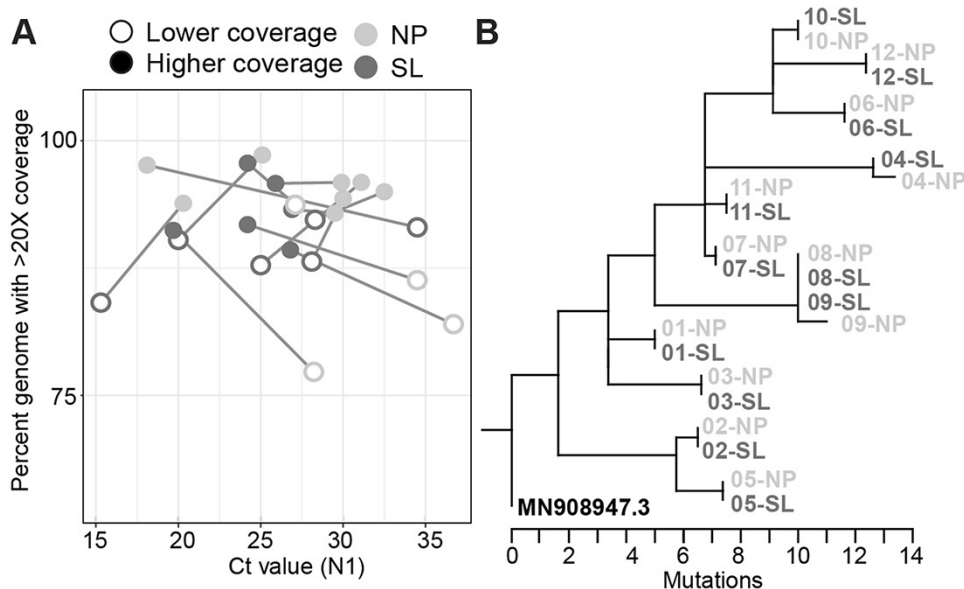 A
Lower coverage
Higher coverage
NP
SL
Percent genome with >20X coverage
100
75
15 20 25 30 35
Ct value (N1)
B
10-SL
10-NP
12-NP
12-SL
06-NP
06-SL
04-SL
04-NP
11-NP
11-SL
07-NP
07-SL
08-NP
08-SL
09-SL
09-NP
01-NP
01-SL
03-NP
03-SL
02-NP
02-SL
05-NP
05-SL
MN908947.3
0 2 4 6 8 10 12 14
Mutations